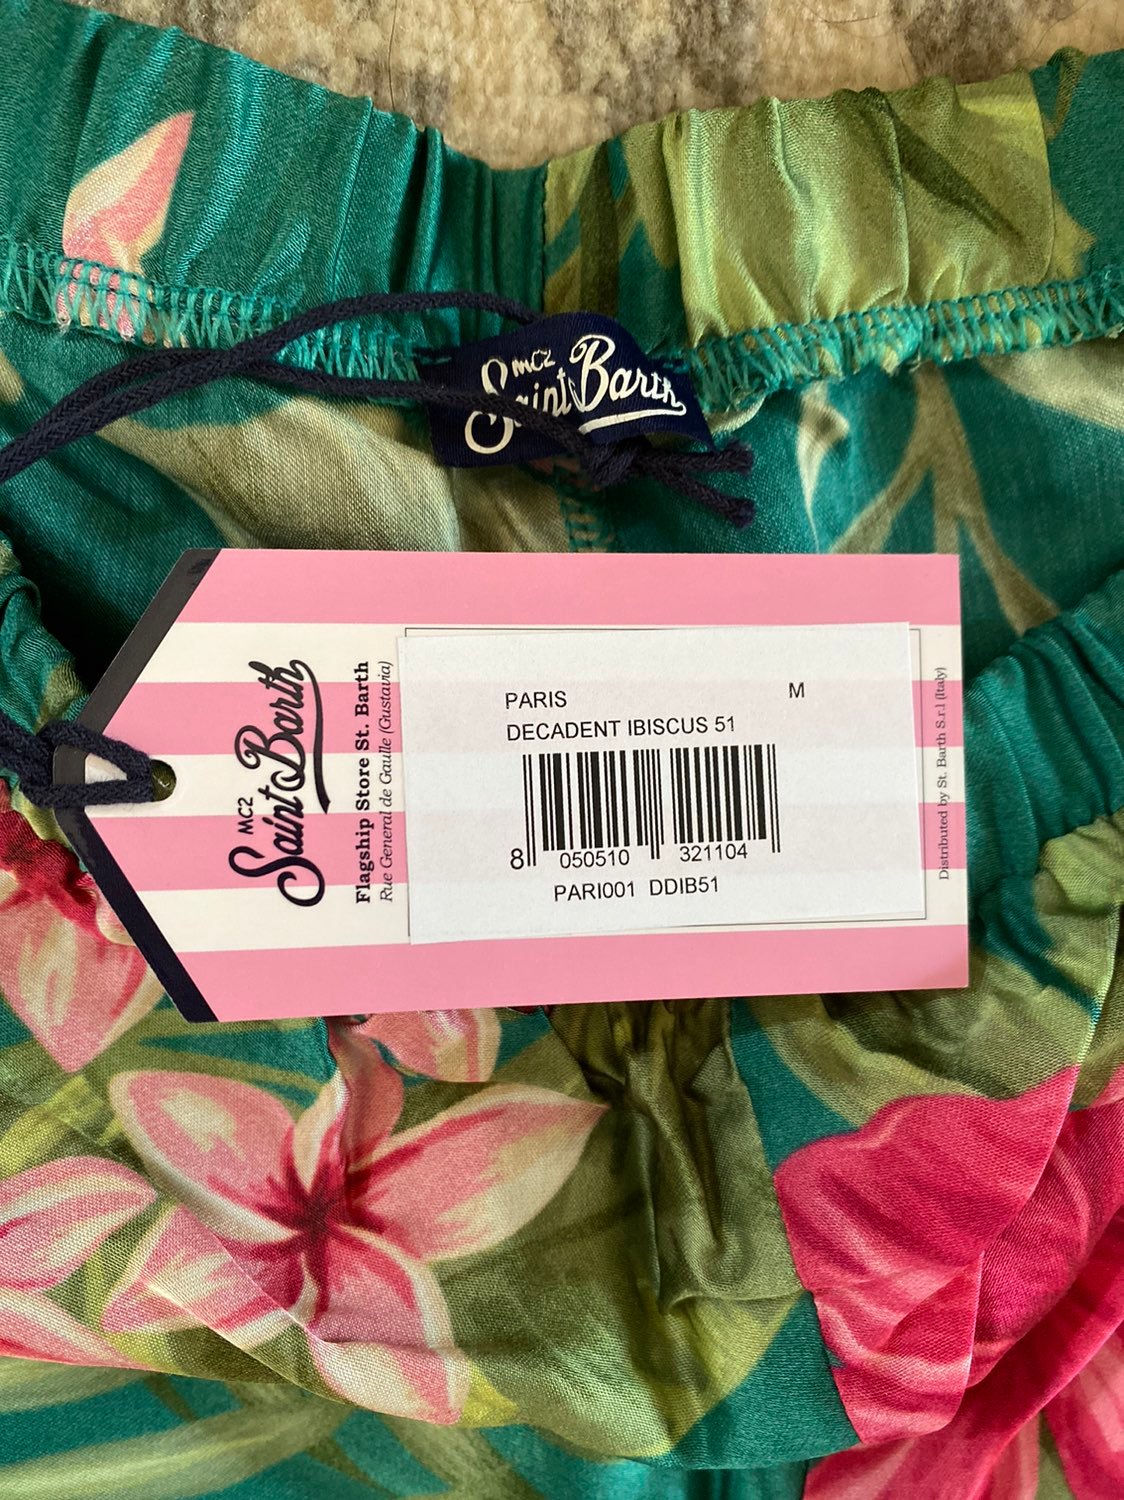 MC2
Saint Barth
MC2
Saint Barth
Flagship Store St. Barth
Rue General de Gaulle (Gustavia)
PARIS M
DECADENT IBISCUS 51
8 050510 321104
PARI001 DDIB51
Distributed by St. Barth S.r.l (Italy)